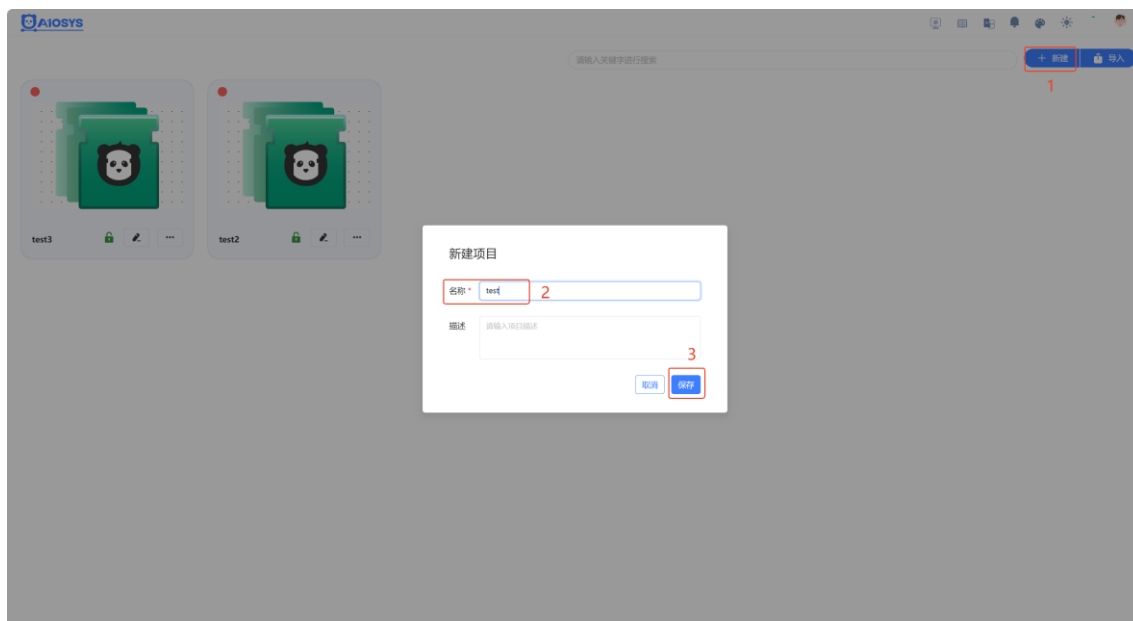 AIOSYS
请输入关键字进行搜索
+ 新建
导入
1
test3
test2
新建项目
名称 * test
2
描述 请输入项目描述
3
取消
保存